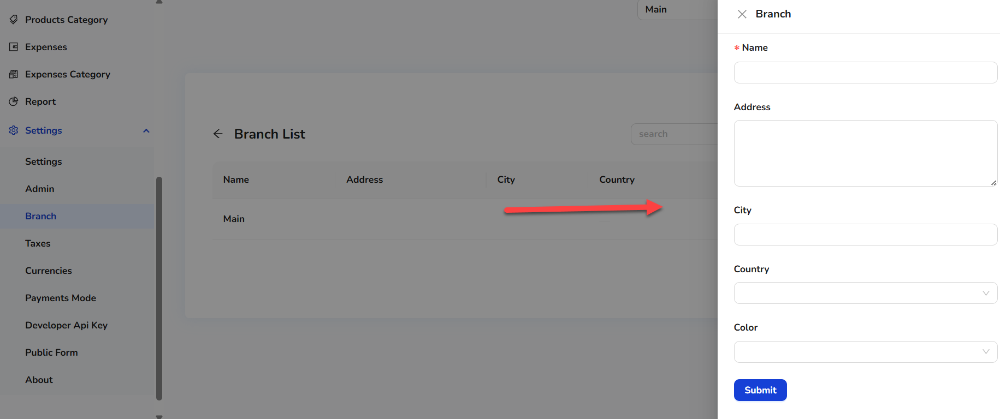 Products Category
Expenses
Expenses Category
Report
Settings
Settings
Admin
Branch
Taxes
Currencies
Payments Mode
Developer Api Key
Public Form
About
Main
Branch List
search
Name Address City Country
Main
Branch
* Name
Address
City
Country
Color
Submit